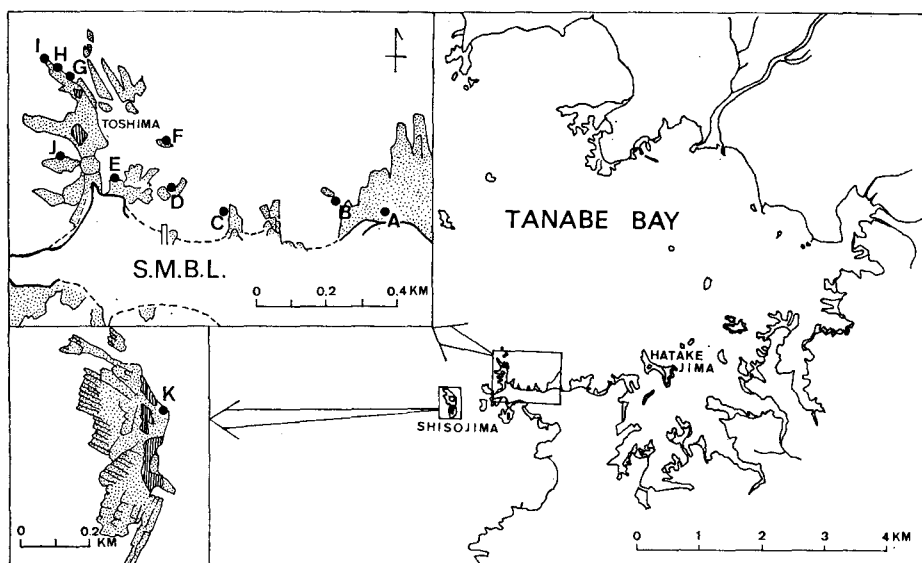 I
H
G
TOSHIMA
F
J
E
D
C
B
A
S.M.B.L.
0 0.2 0.4 KM
TANABE BAY
HATAKE
JIMA
SHISOJIMA
K
0 0.2
KM
0 1 2 3 4 KM